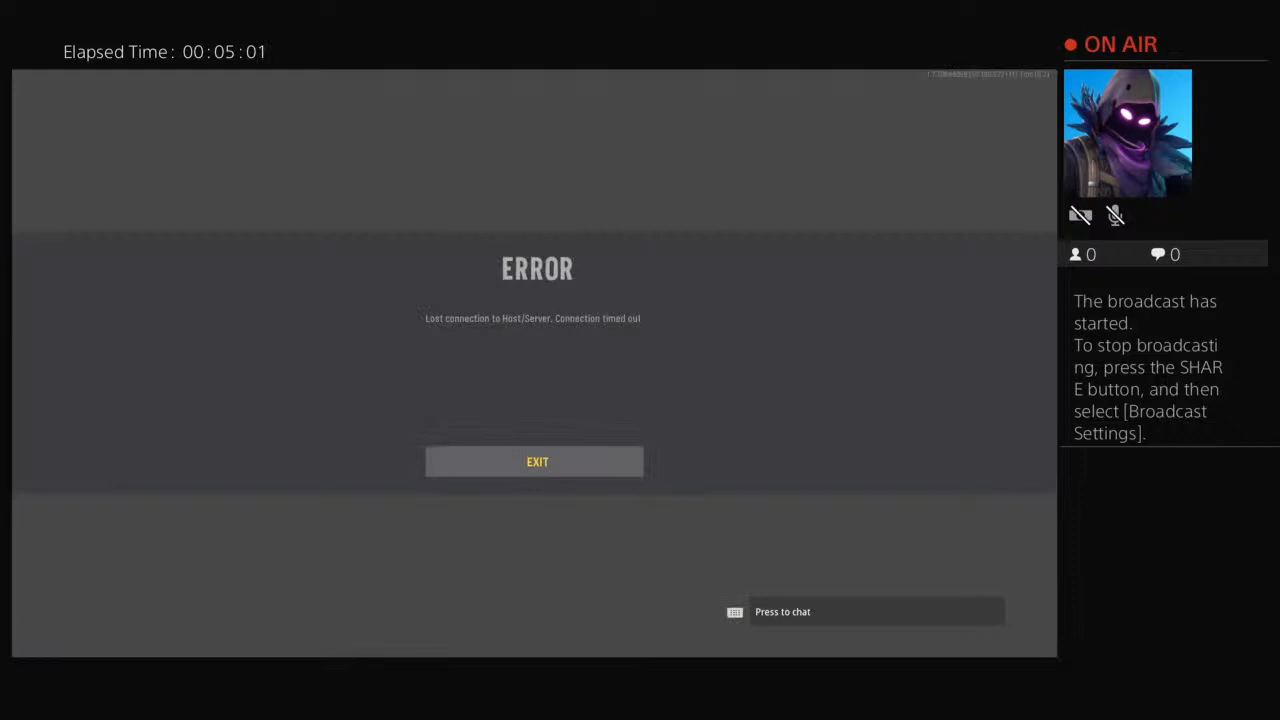 Elapsed Time: 00:05:01
ON AIR
ERROR
Lost connection to Host/Server. Connection timed out
EXIT
Press to chat
0
0
The broadcast has
started.
To stop broadcasti
ng, press the SHAR
E button, and then
select [Broadcast
Settings].